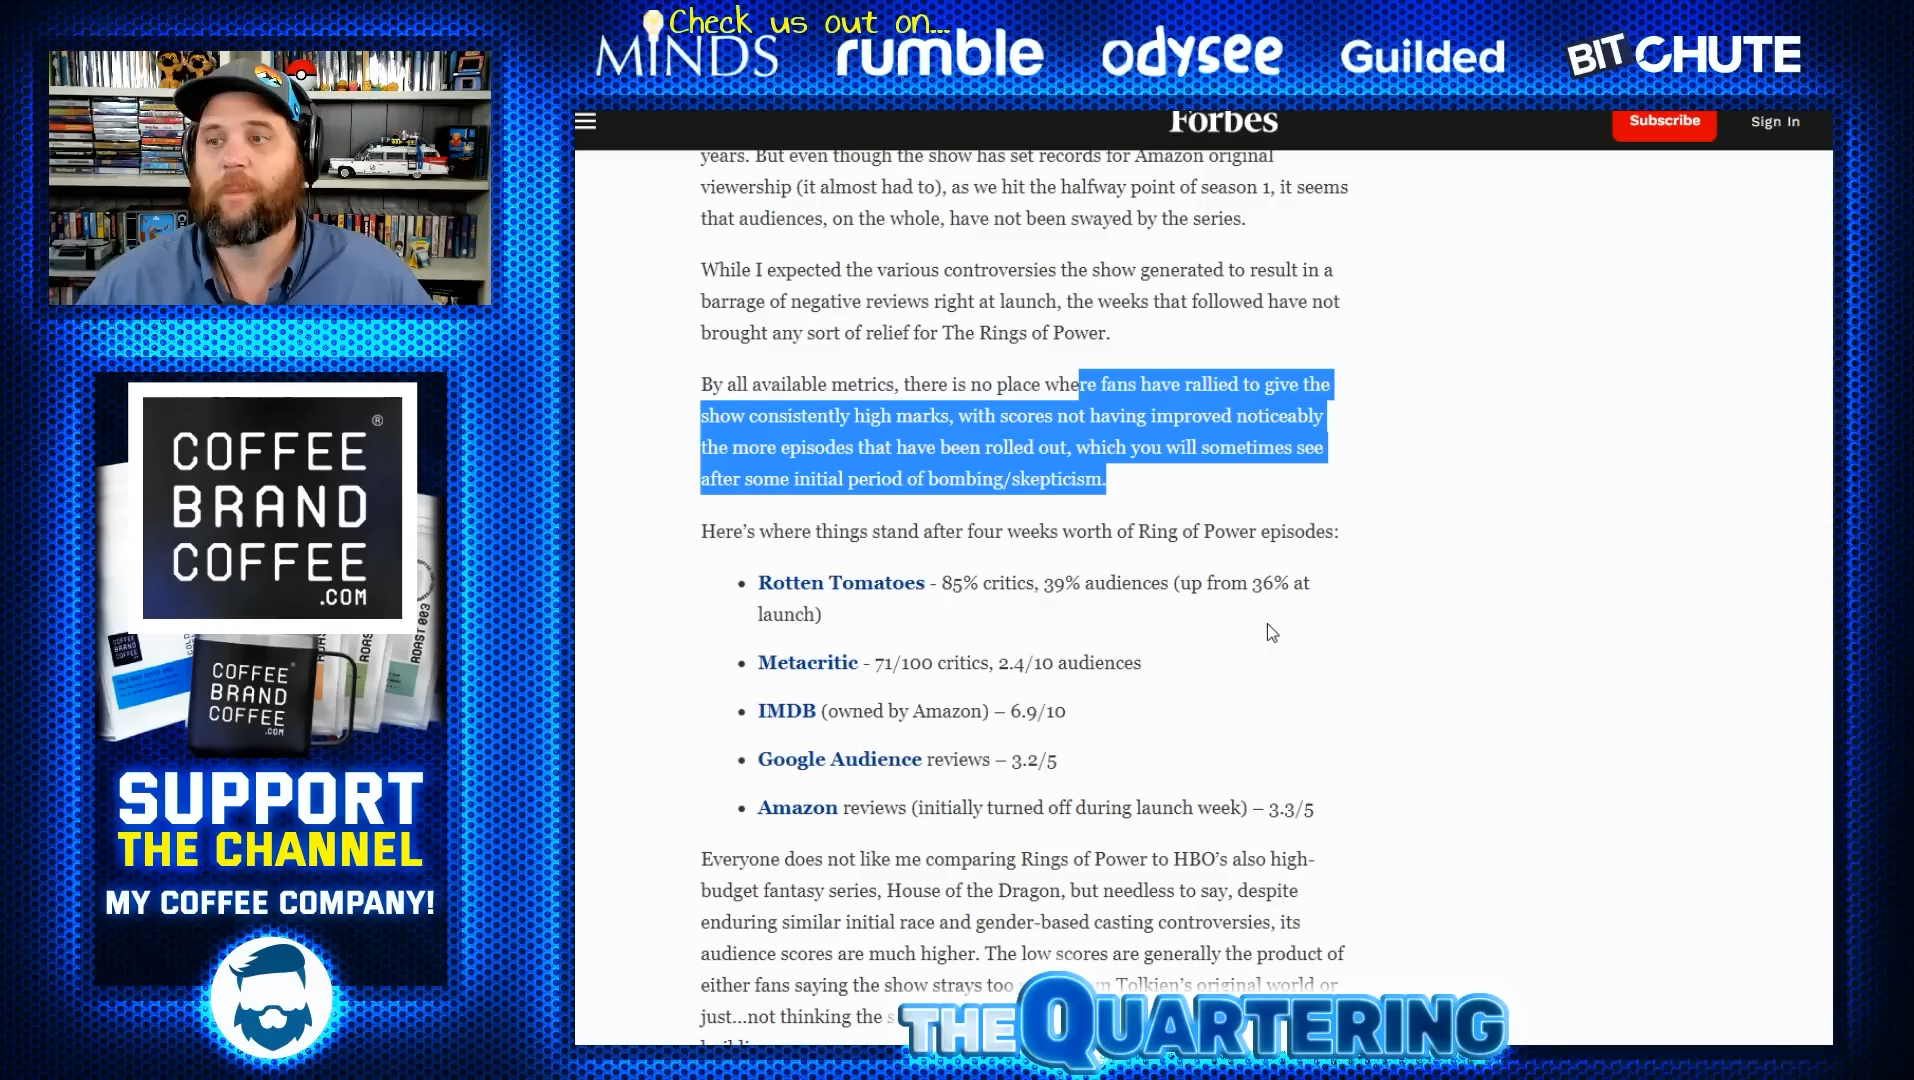 Check us out on...
MINDS rumble odysee Guilded BITCHUTE
Forbes
Subscribe
Sign In
years. But even though the show has set records for Amazon original
viewership (it almost had to), as we hit the halfway point of season 1, it seems
that audiences, on the whole, have not been swayed by the series.
While I expected the various controversies the show generated to result in a
barrage of negative reviews right at launch, the weeks that followed have not
brought any sort of relief for The Rings of Power.
By all available metrics, there is no place where fans have rallied to give the
show consistently high marks, with scores not having improved noticeably
the more episodes that have been rolled out, which you will sometimes see
after some initial period of bombing/skepticism.
Here's where things stand after four weeks worth of Ring of Power episodes:
• Rotten Tomatoes - 85% critics, 39% audiences (up from 36% at
launch)
• Metacritic - 71/100 critics, 2.4/10 audiences
• IMDB (owned by Amazon) – 6.9/10
• Google Audience reviews – 3.2/5
• Amazon reviews (initially turned off during launch week) – 3.3/5
Everyone does not like me comparing Rings of Power to HBO's also high-
budget fantasy series, House of the Dragon, but needless to say, despite
enduring similar initial race and gender-based casting controversies, its
audience scores are much higher. The low scores are generally the product of
either fans saying the show strays too Tolkien's original world or
just...not thinking the
THE QUARTERING
COFFEE
BRAND
COFFEE
.COM
®
ROAST 003
COFFEE
BRAND
COFFEE
.COM
SUPPORT
THE CHANNEL
MY COFFEE COMPANY!